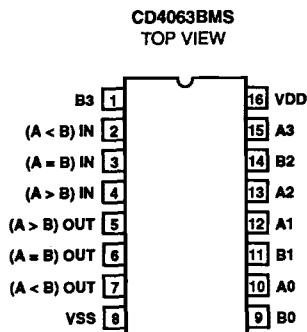 CD4063BMS
TOP VIEW
B3 1 16 VDD
(A < B) IN 2 15 A3
(A = B) IN 3 14 B2
(A > B) IN 4 13 A2
(A > B) OUT 5 12 A1
(A = B) OUT 6 11 B1
(A < B) OUT 7 10 A0
VSS 8 9 B0